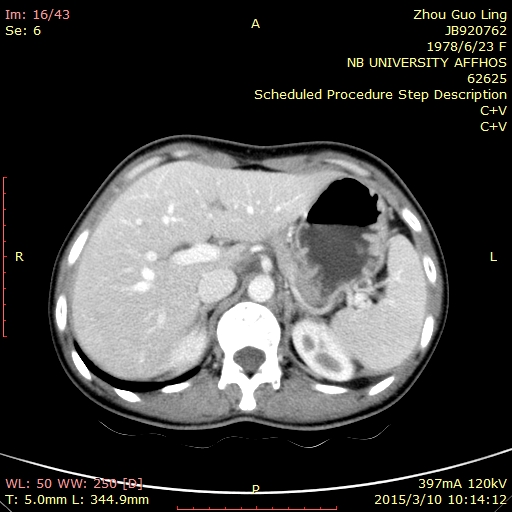 Im: 16/43
Se: 6
A
Zhou Guo Ling
JB920762
1978/6/23 F
NB UNIVERSITY AFFHOS
62625
Scheduled Procedure Step Description
C+V
C+V
R
L
WL: 50 WW: 250 [D]
T: 5.0mm L: 344.9mm
P
397mA 120kV
2015/3/10 10:14:12